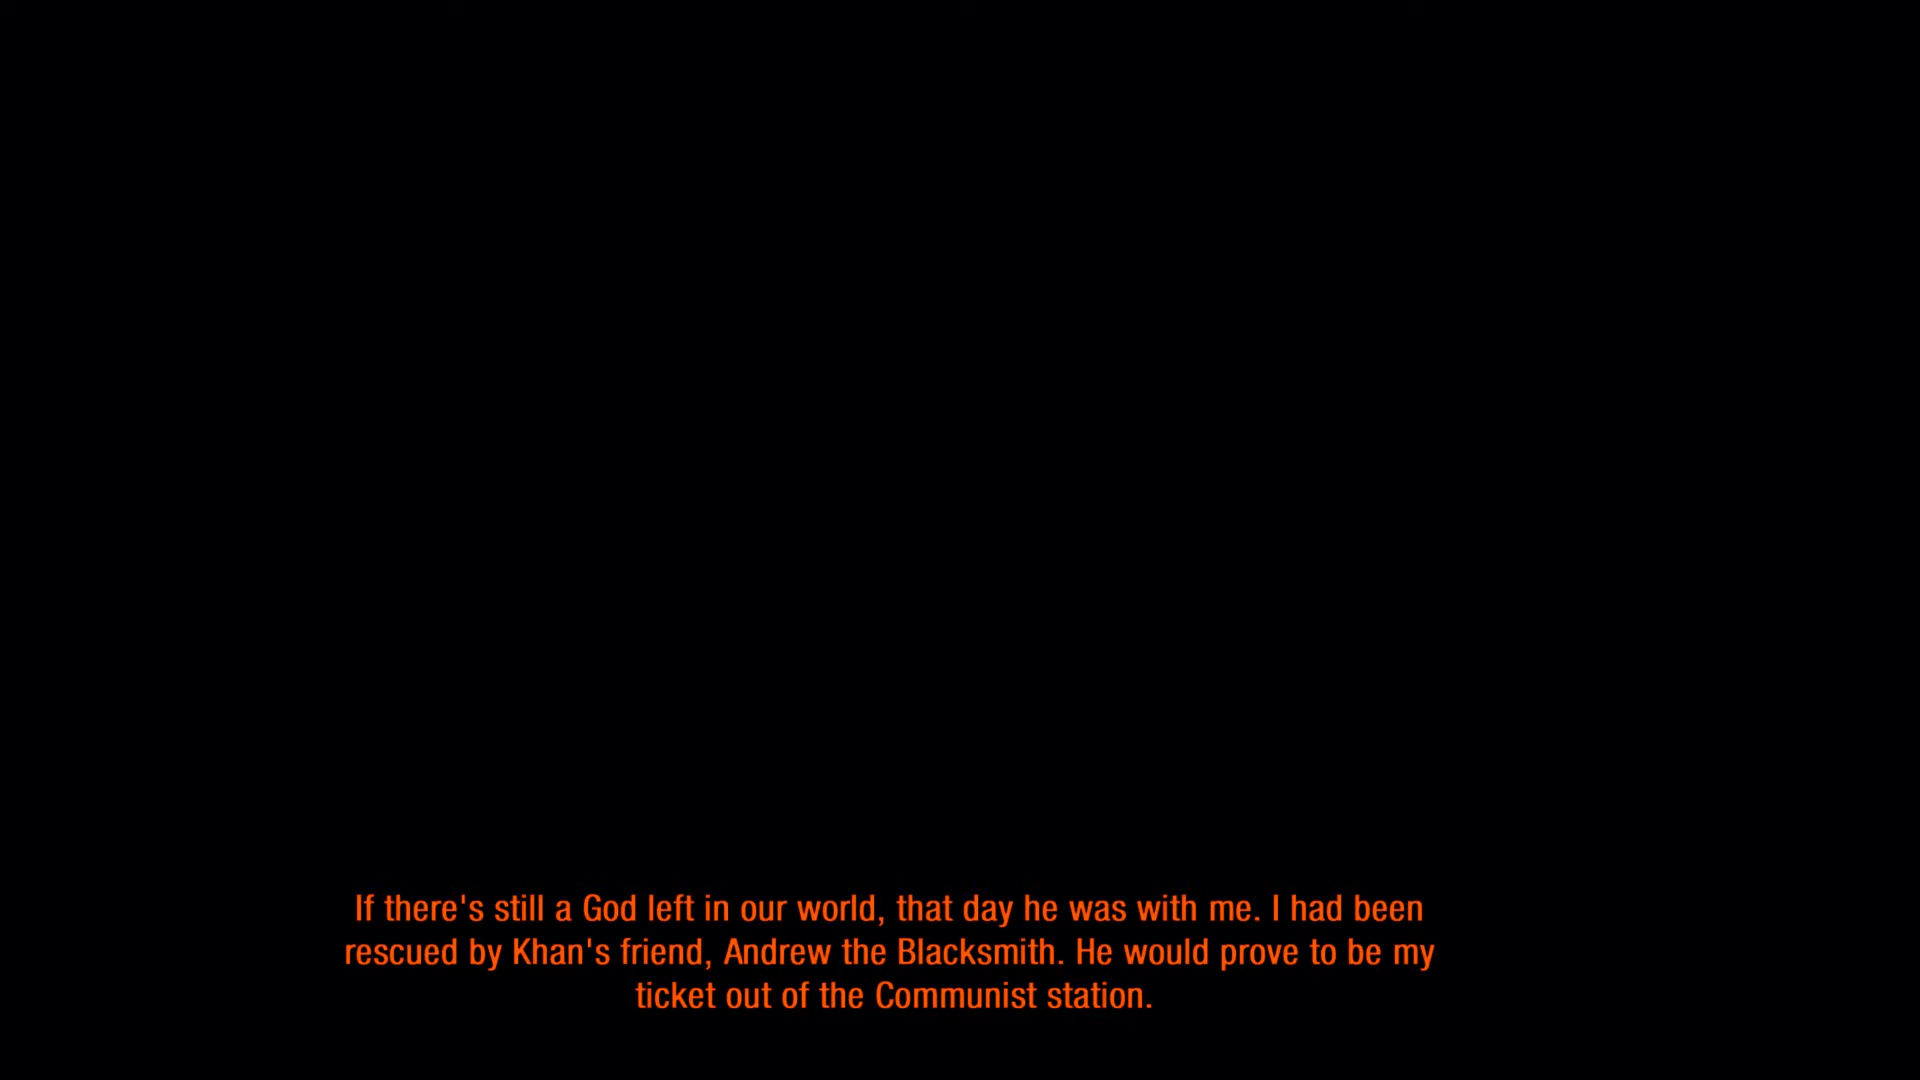 If there's still a God left in our world, that day he was with me. I had been
rescued by Khan's friend, Andrew the Blacksmith. He would prove to be my
ticket out of the Communist station.